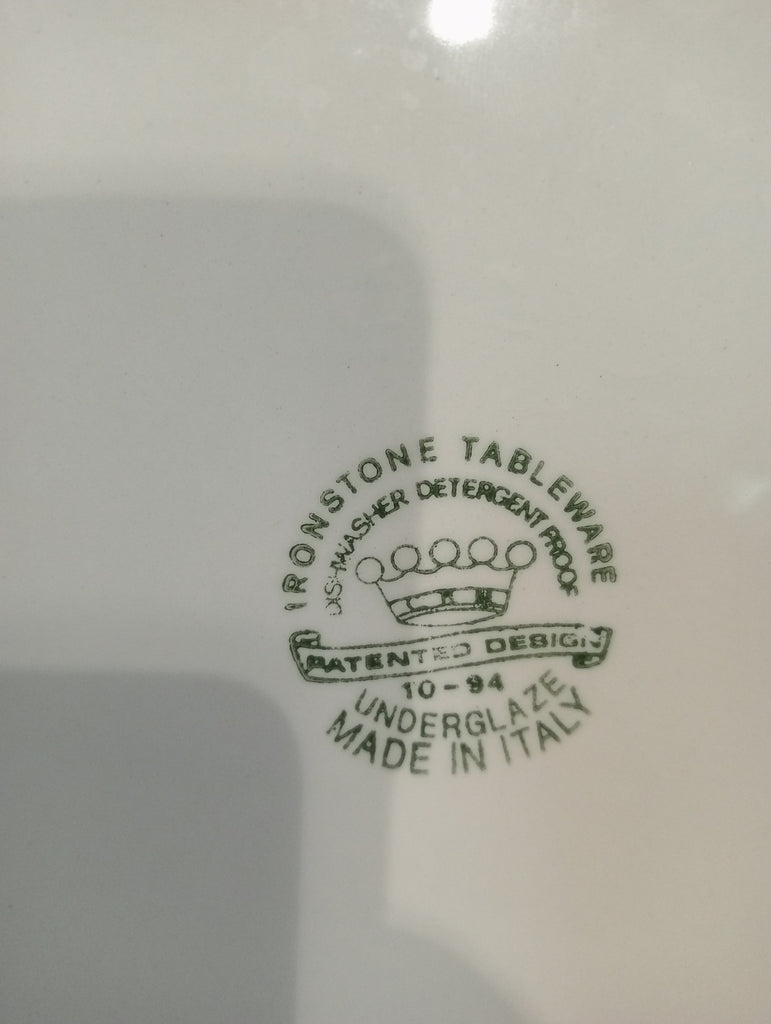 IRONSTONE TABLEWARE
DISHWASHER DETERGENT PROOF
PATENTED DESIGN
10-94
UNDERGLAZE
MADE IN ITALY